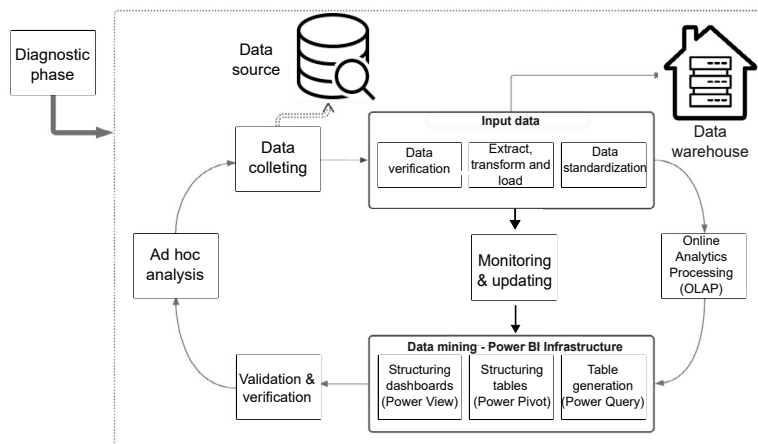 Diagnostic
phase
Data
source
Data
warehouse
Data
colleting
Input data
Data
verification
Extract,
transform and
load
Data
standardization
Ad hoc
analysis
Monitoring
& updating
Online
Analytics
Processing
(OLAP)
Data mining - Power BI Infrastructure
Validation &
verification
Structuring
dashboards
(Power View)
Structuring
tables
(Power Pivot)
Table
generation
(Power Query)